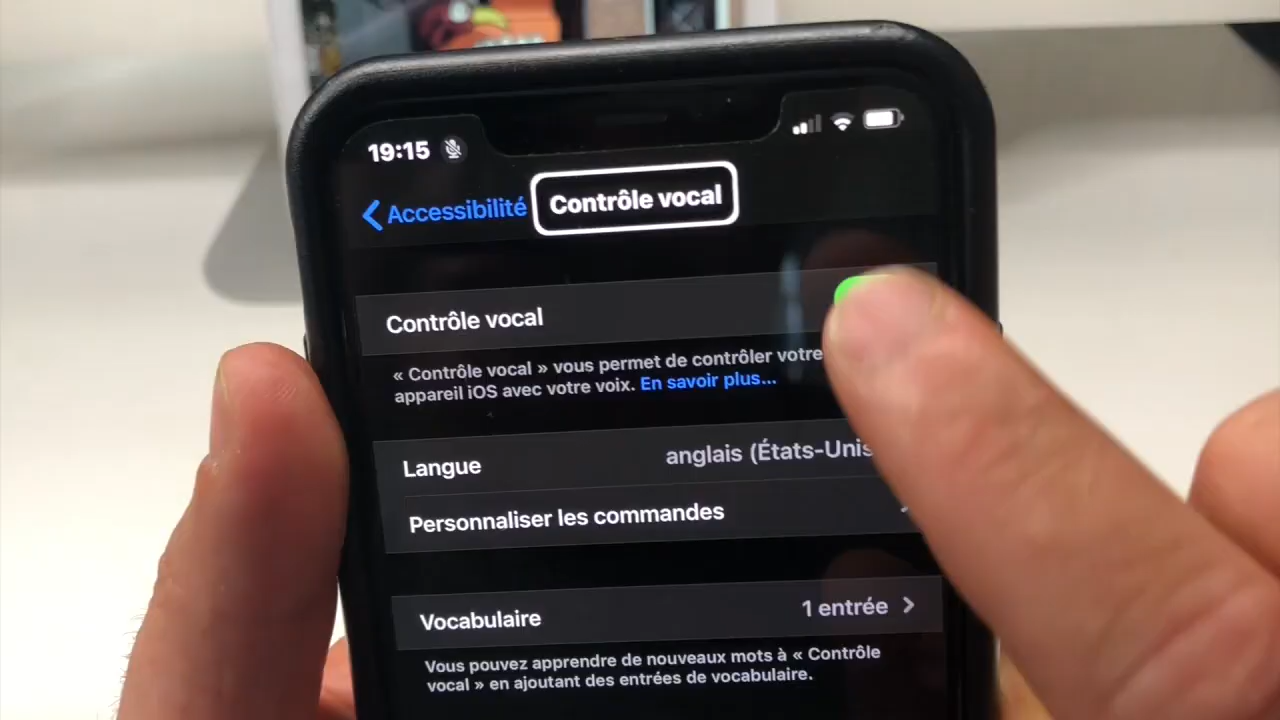 19:15
Accessibilité
Contrôle vocal
Contrôle vocal
« Contrôle vocal » vous permet de contrôler votre
appareil iOS avec votre voix. En savoir plus...
Langue anglais (États-Unis
Personnaliser les commandes
Vocabulaire 1 entrée
Vous pouvez apprendre de nouveaux mots à « Contrôle
vocal » en ajoutant des entrées de vocabulaire.